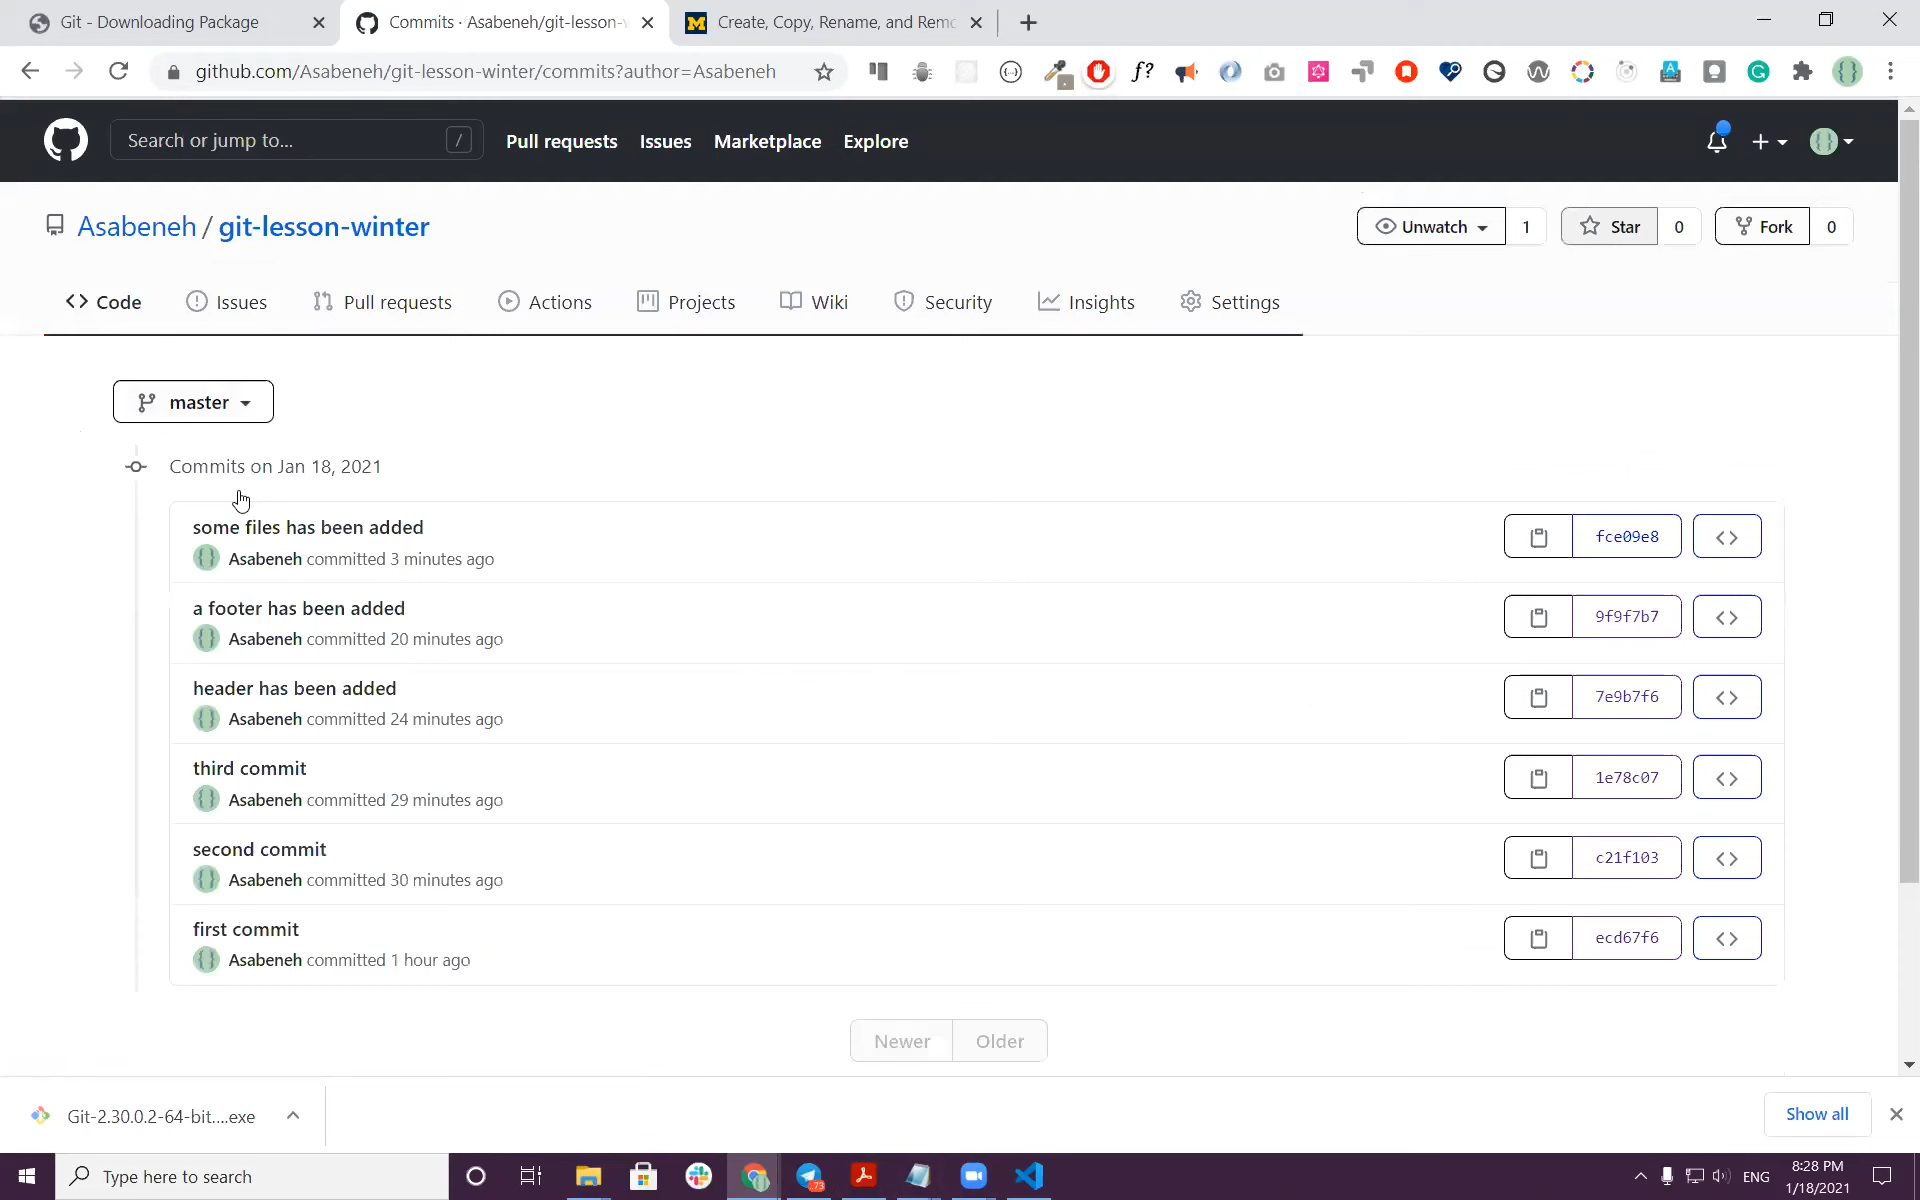 Git - Downloading Package
Commits · Asabeneh/git-lesson-
Create, Copy, Rename, and Rem
github.com/Asabeneh/git-lesson-winter/commits?author=Asabeneh
Search or jump to...
/
Pull requests
Issues
Marketplace
Explore
Asabeneh / git-lesson-winter
Unwatch
1
Star
0
Fork
0
Code
Issues
Pull requests
Actions
Projects
Wiki
Security
Insights
Settings
master
Commits on Jan 18, 2021
some files has been added
Asabeneh committed 3 minutes ago
fce09e8
a footer has been added
Asabeneh committed 20 minutes ago
9f9f7b7
header has been added
Asabeneh committed 24 minutes ago
7e9b7f6
third commit
Asabeneh committed 29 minutes ago
1e78c07
second commit
Asabeneh committed 30 minutes ago
c21f103
first commit
Asabeneh committed 1 hour ago
ecd67f6
Newer
Older
Git-2.30.0.2-64-bit....exe
Show all
Type here to search
ENG
8:28 PM
1/18/2021